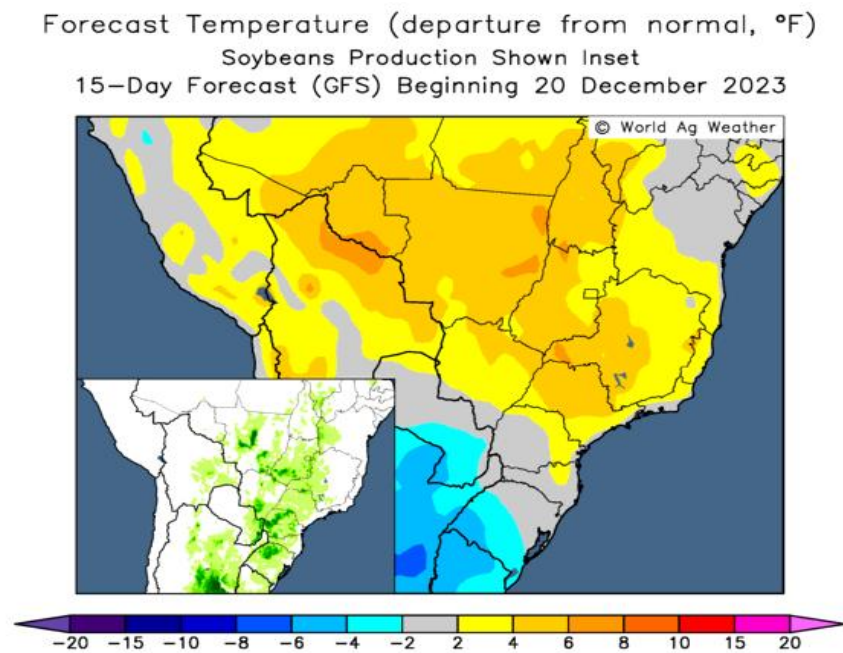 Forecast Temperature (departure from normal, °F)
Soybeans Production Shown Inset
15-Day Forecast (GFS) Beginning 20 December 2023
© World Ag Weather
-20 -15 -10 -8 -6 -4 -2 2 4 6 8 10 15 20